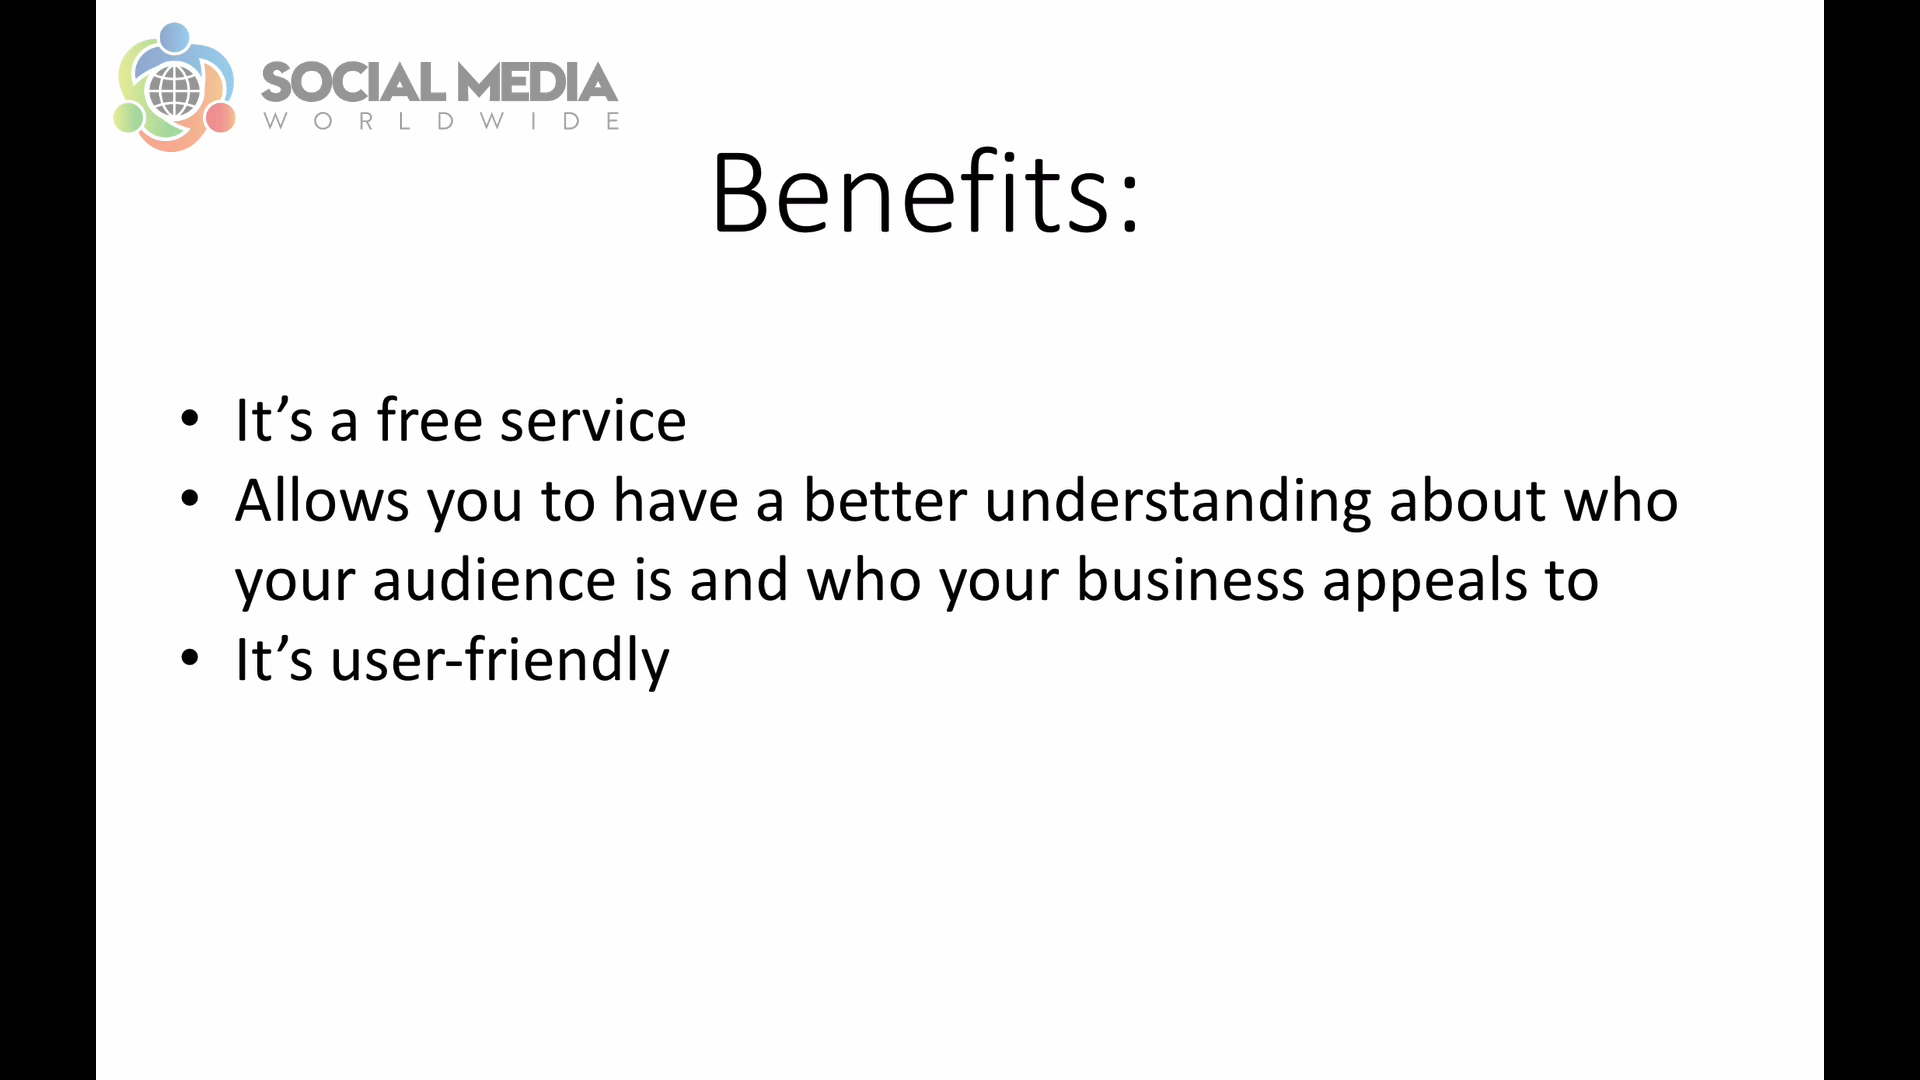 SOCIAL MEDIA
WORLDWIDE
Benefits:
• It’s a free service
• Allows you to have a better understanding about who
your audience is and who your business appeals to
• It’s user-friendly